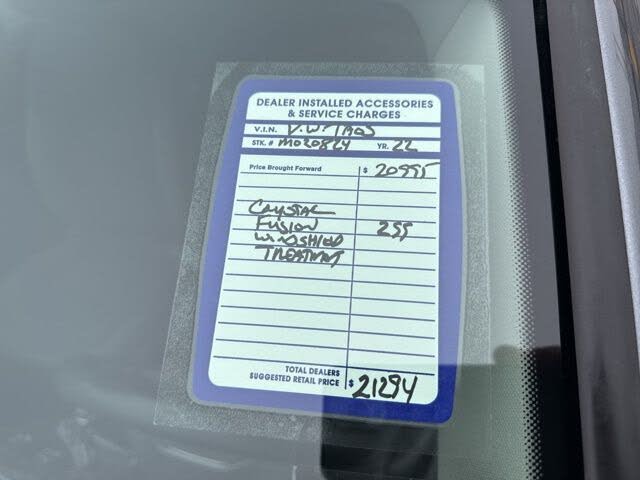 DEALER INSTALLED ACCESSORIES
& SERVICE CHARGES
V.I.N. V.W. TAOS
STK. # M020824 YR. 22
Price Brought Forward $ 20995
CRYSTAL
FUSION 255
WINDSHIELD
TREATMENT
TOTAL DEALERS
SUGGESTED RETAIL PRICE $ 21294